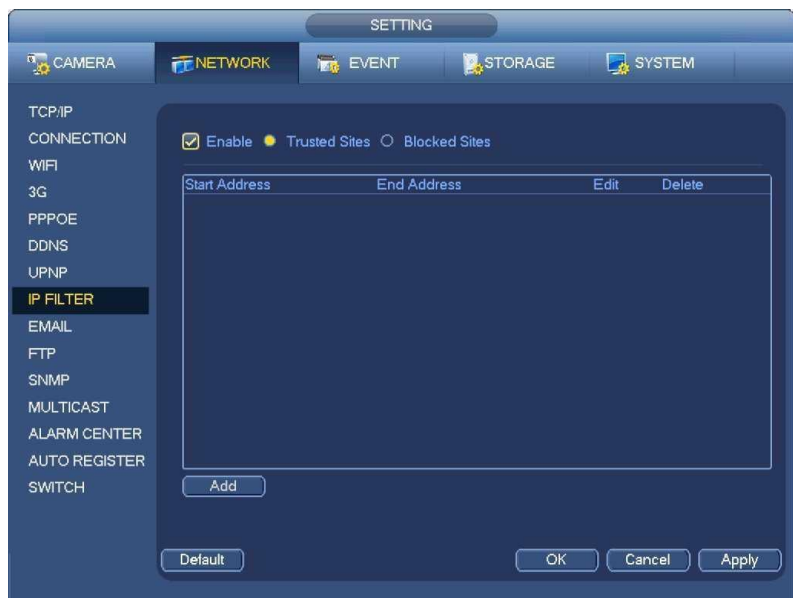 SETTING
CAMERA NETWORK EVENT STORAGE SYSTEM
TCP/IP
CONNECTION
WIFI
3G
PPPOE
DDNS
UPNP
IP FILTER
EMAIL
FTP
SNMP
MULTICAST
ALARM CENTER
AUTO REGISTER
SWITCH
Enable Trusted Sites Blocked Sites
Start Address End Address Edit Delete
Add
Default OK Cancel Apply